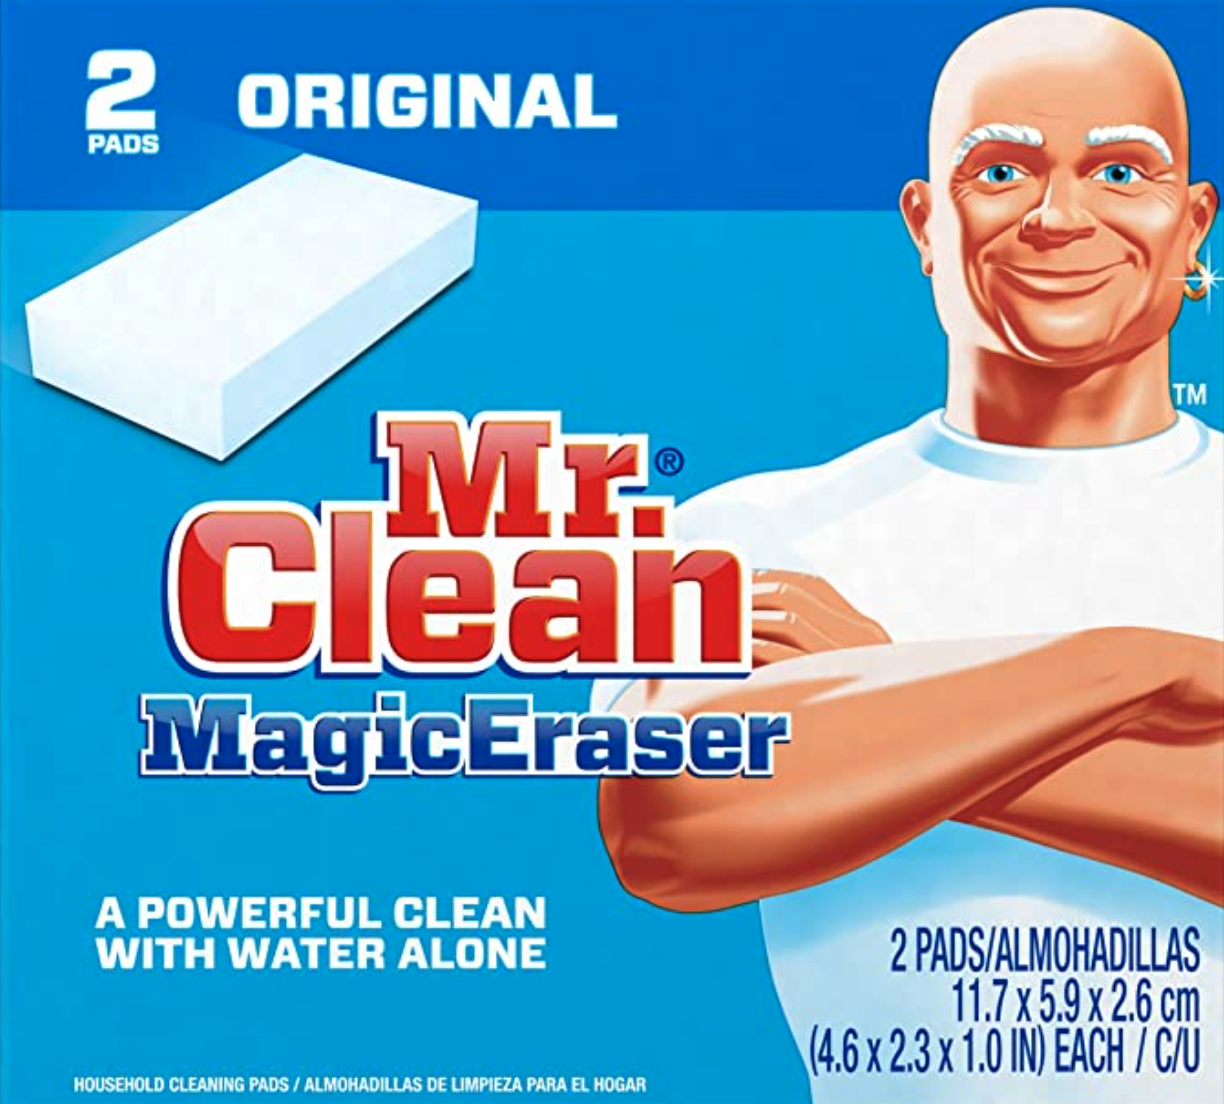 2
PADS
ORIGINAL
Mr.®
Clean
MagicEraser
TM
A POWERFUL CLEAN
WITH WATER ALONE
2 PADS/ALMOHADILLAS
11.7 x 5.9 x 2.6 cm
(4.6 x 2.3 x 1.0 IN) EACH / C/U
HOUSEHOLD CLEANING PADS / ALMOHADILLAS DE LIMPIEZA PARA EL HOGAR